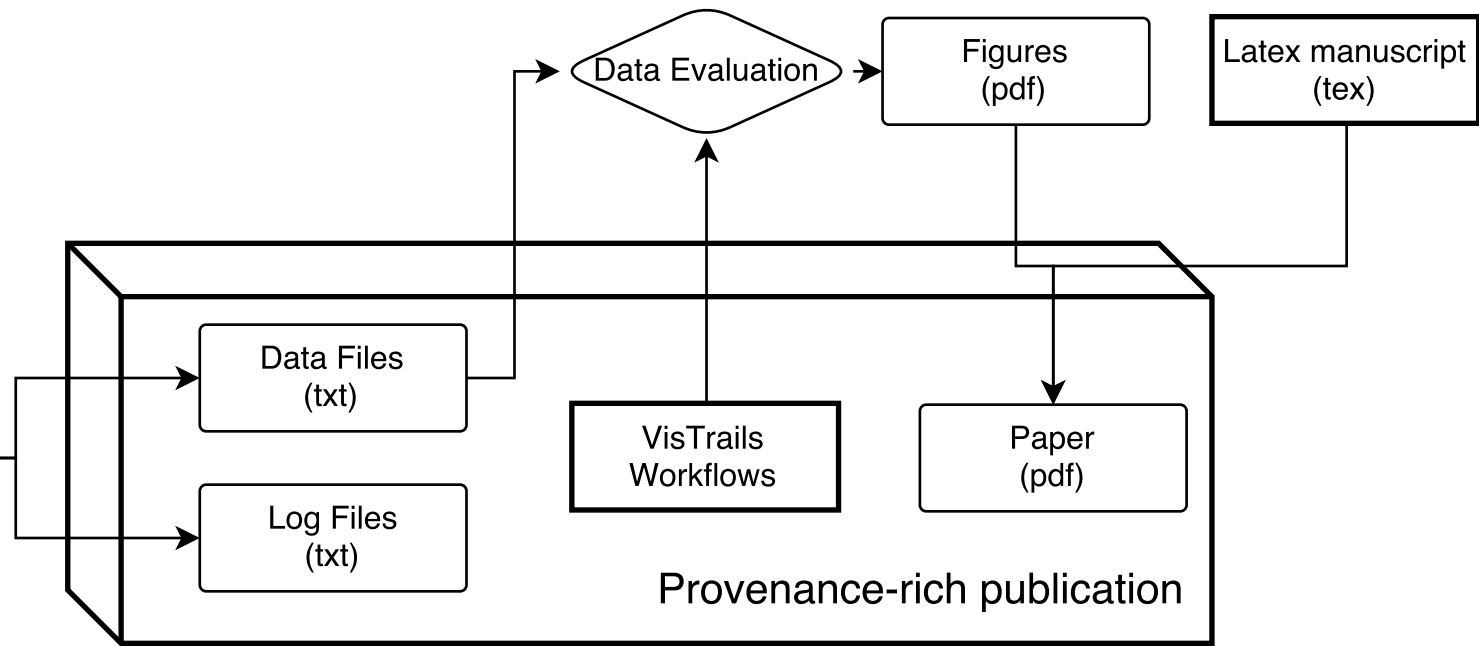 Data Evaluation
Figures
(pdf)
Latex manuscript
(tex)
Data Files
(txt)
VisTrails
Workflows
Paper
(pdf)
Log Files
(txt)
Provenance-rich publication